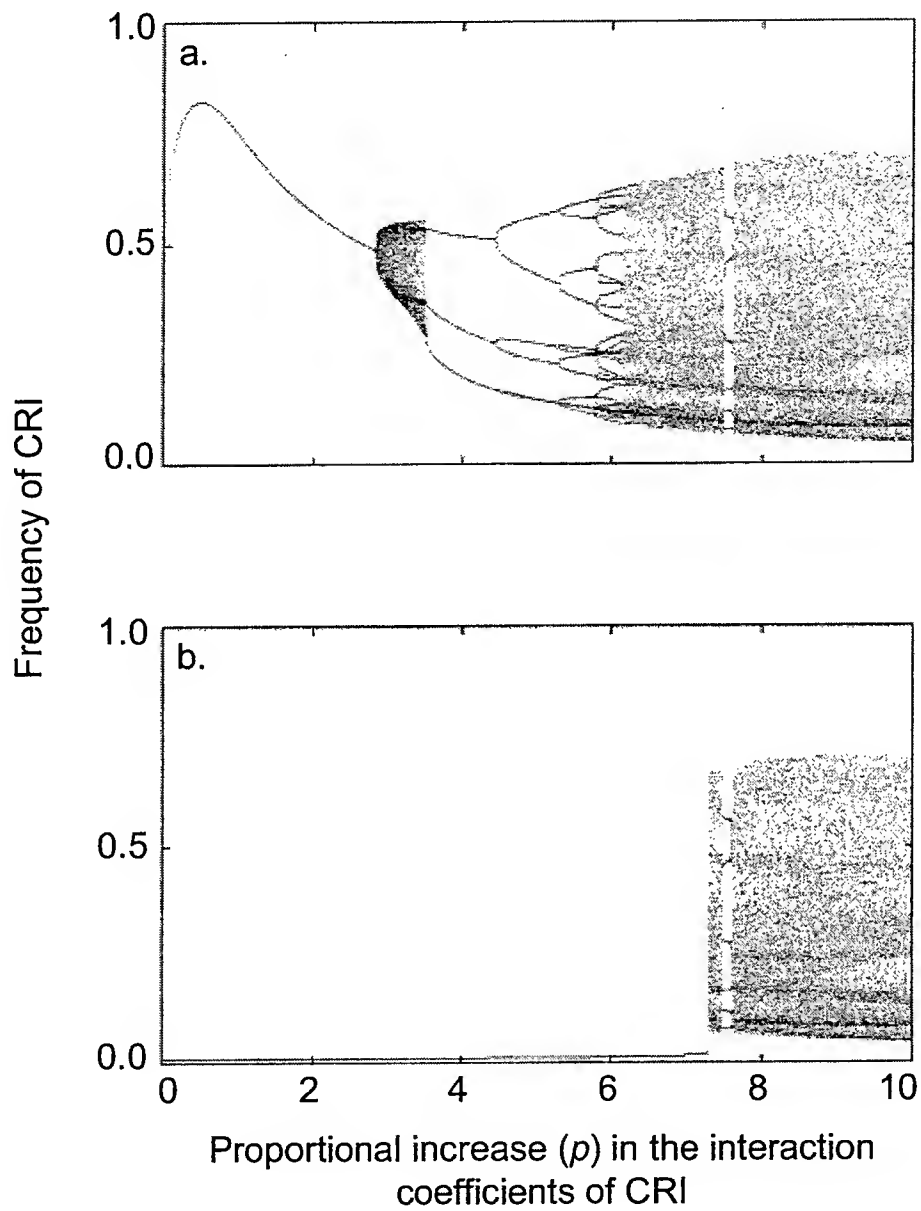 1.0
a.
0.5
0.0
Frequency of CRI
1.0
b.
0.5
0.0
0 2 4 6 8 10
Proportional increase (p) in the interaction
coefficients of CRI